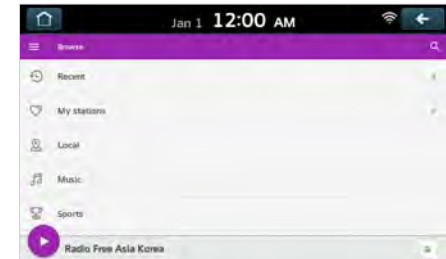 Jan 1 12:00 AM
Browse
Recent
My stations
Local
Music
Sports
Radio Free Asia Korea